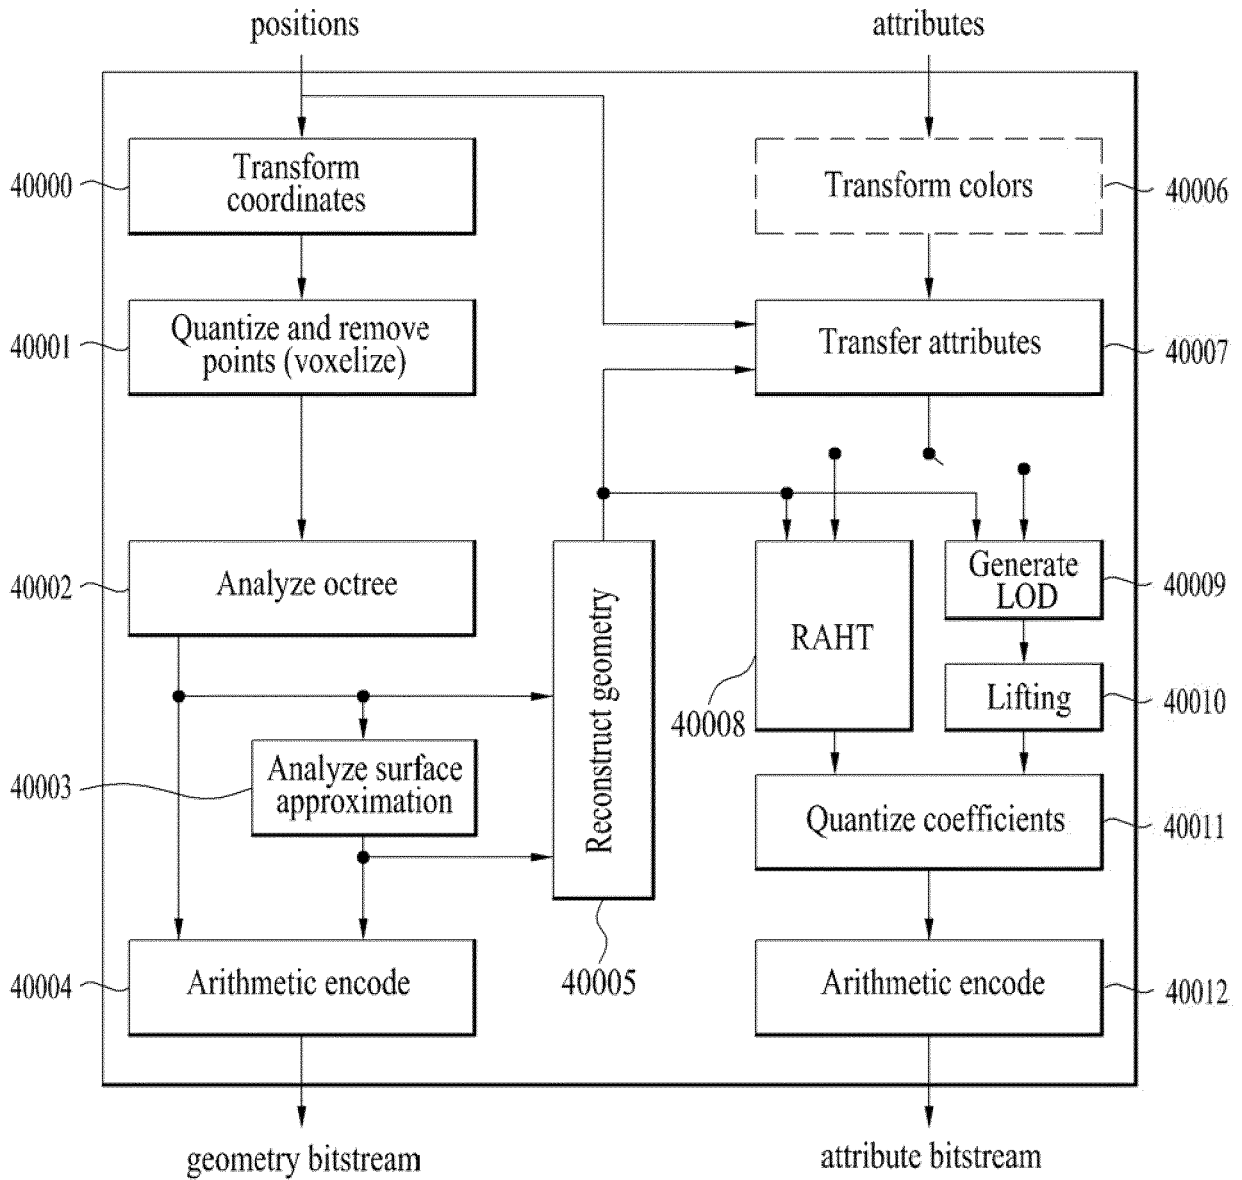 positions
attributes
40000
Transform
coordinates
Transform colors
40006
40001
Quantize and remove
points (voxelize)
Transfer attributes
40007
40002
Analyze octree
Reconstruct geometry
RAHT
Generate
LOD
40009
40008
Lifting
40010
40003
Analyze surface
approximation
Quantize coefficients
40011
40004
Arithmetic encode
40005
Arithmetic encode
40012
geometry bitstream
attribute bitstream